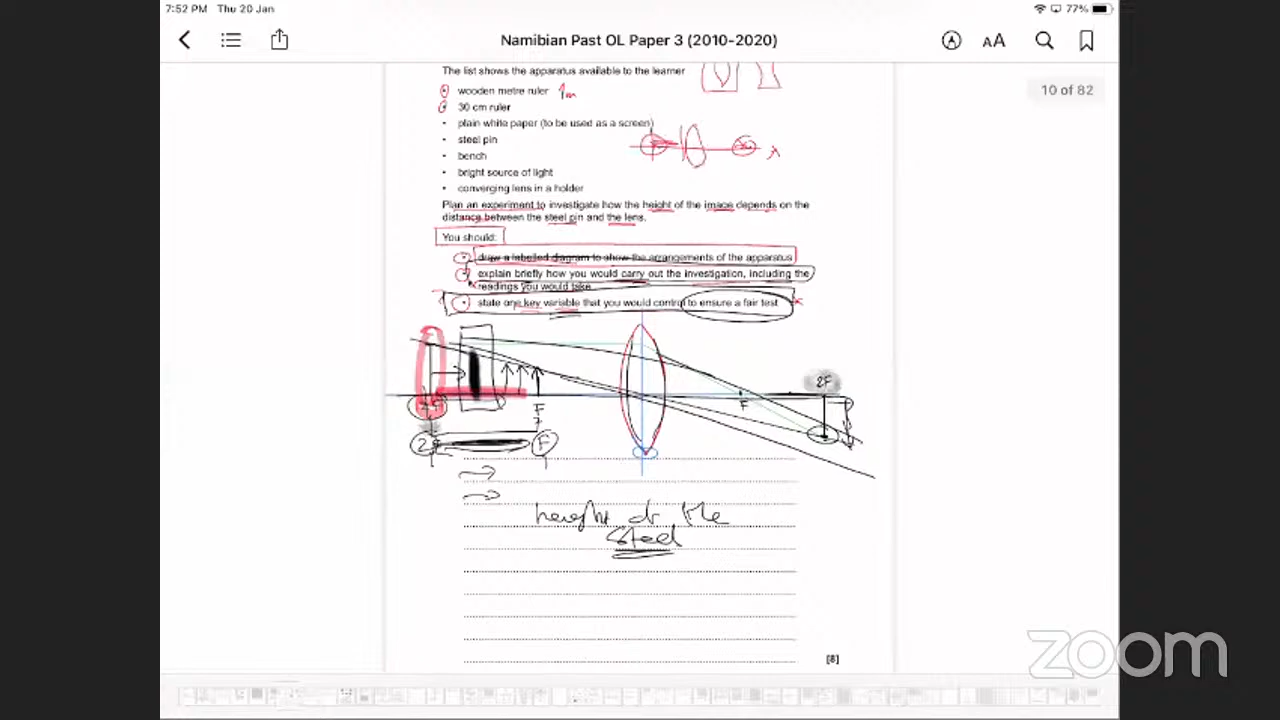 7:52 PM Thu 20 Jan
77%
Namibian Past OL Paper 3 (2010-2020)
AA
10 of 82
The list shows the apparatus available to the learner
• wooden metre ruler 1m
• 30 cm ruler
• plain white paper (to be used as a screen)
• steel pin
• bench
• bright source of light
• converging lens in a holder
Plan an experiment to investigate how the height of the image depends on the
distance between the steel pin and the lens.
You should:
• draw a labelled diagram to show the arrangements of the apparatus
• explain briefly how you would carry out the investigation, including the
readings you would take
• state one key variable that you would control to ensure a fair test
2F
F
F
2F
F
height of the
steel
[8]
zoom